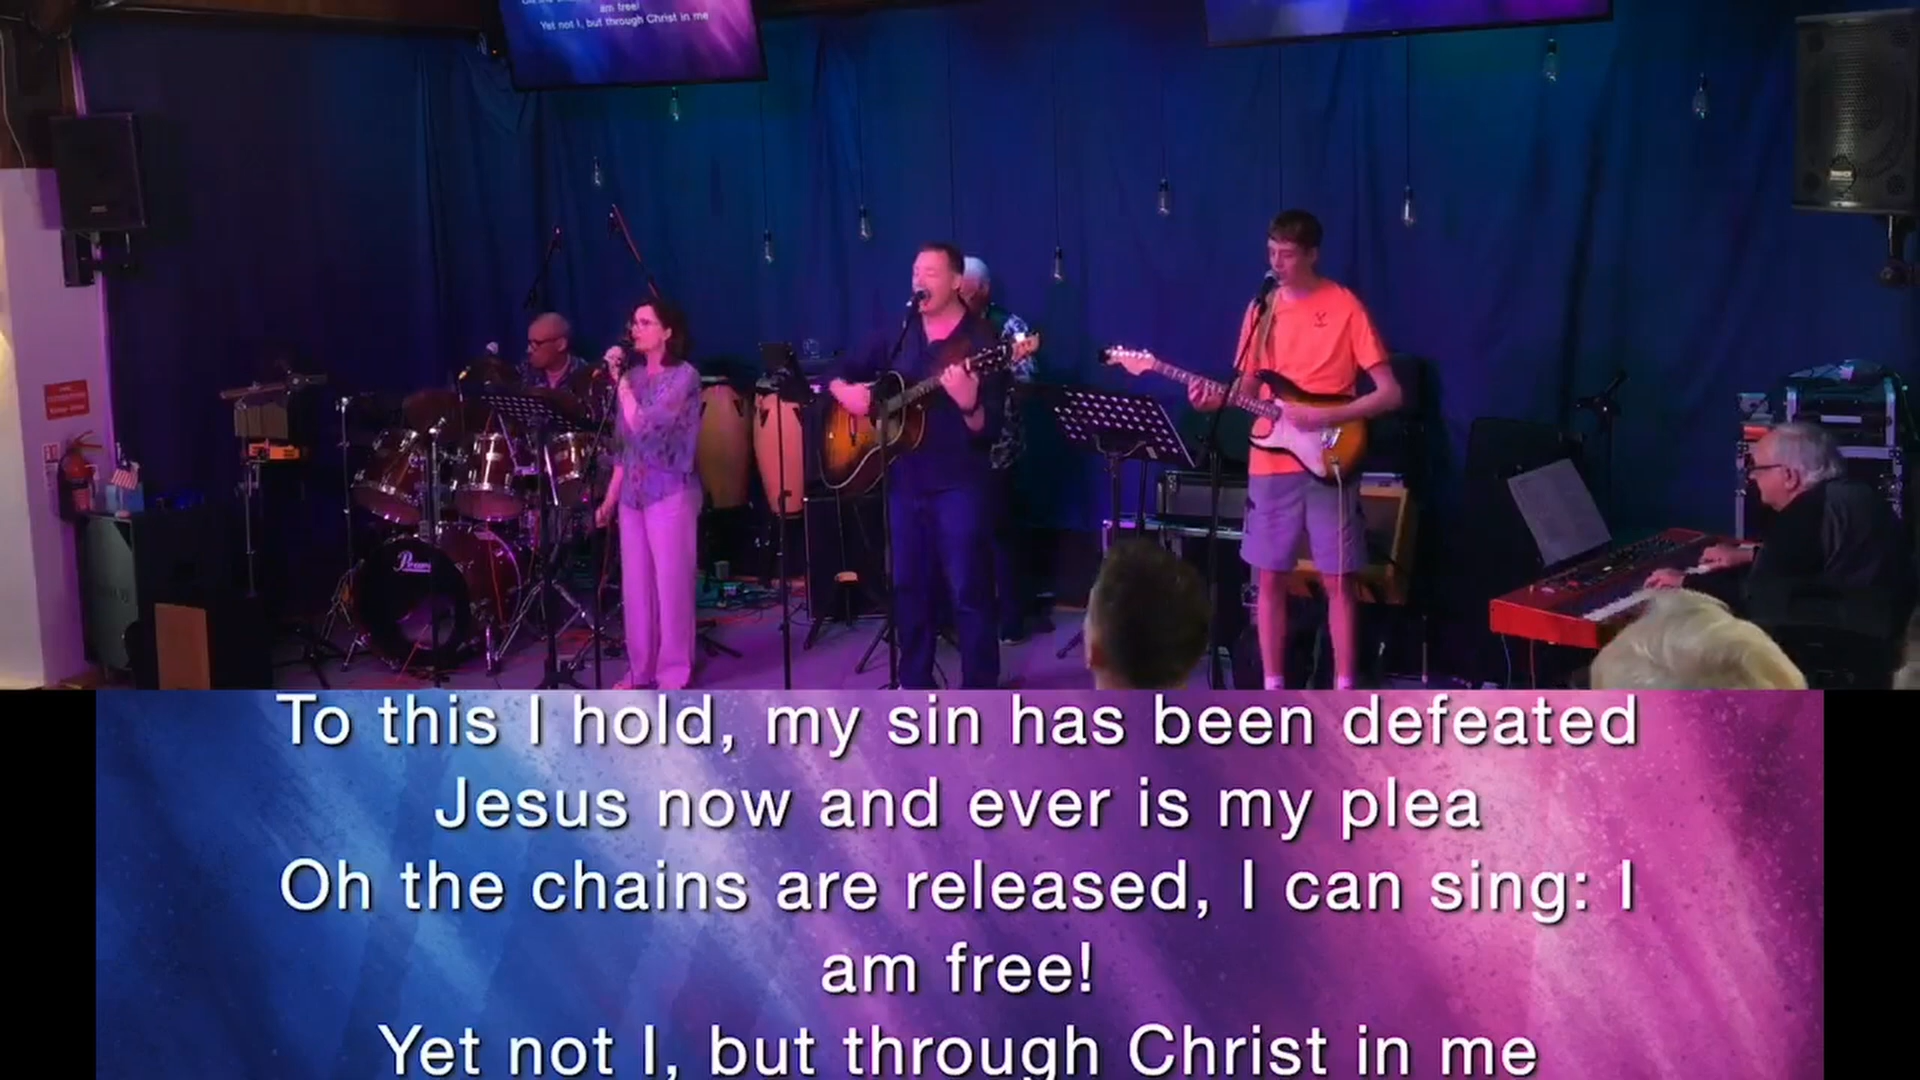 am free!
Yet not I, but through Christ in me
Pearl
To this I hold, my sin has been defeated
Jesus now and ever is my plea
Oh the chains are released, I can sing: I
am free!
Yet not I, but through Christ in me